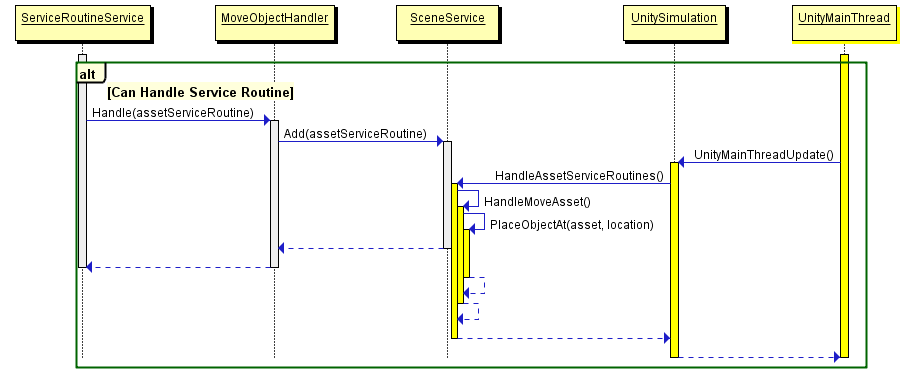 ServiceRoutineService
MoveObjectHandler
SceneService
UnitySimulation
UnityMainThread
alt
[Can Handle Service Routine]
Handle(assetServiceRoutine)
Add(assetServiceRoutine)
UnityMainThreadUpdate()
HandleAssetServiceRoutines()
HandleMoveAsset()
PlaceObjectAt(asset, location)